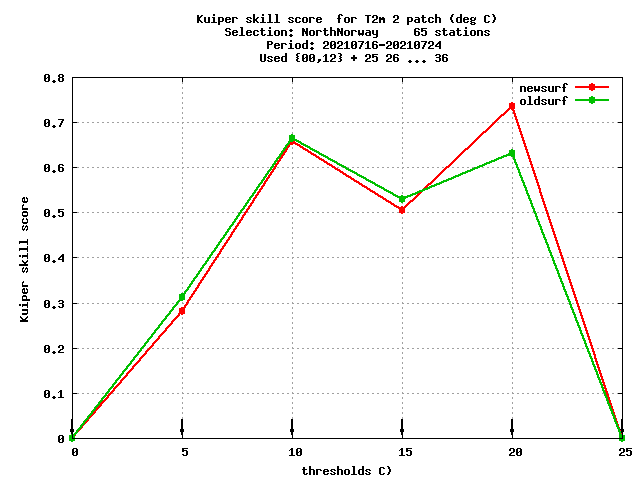 Kuiper skill score  for T2m 2 patch (deg C)
Selection: NorthNorway     65 stations
Period: 20210716-20210724
Used {00,12} + 25 26 ... 36
newsurf
oldsurf
0.8
0.7
0.6
0.5
0.4
0.3
0.2
0.1
0
Kuiper skill score
0 5 10 15 20 25
thresholds C)